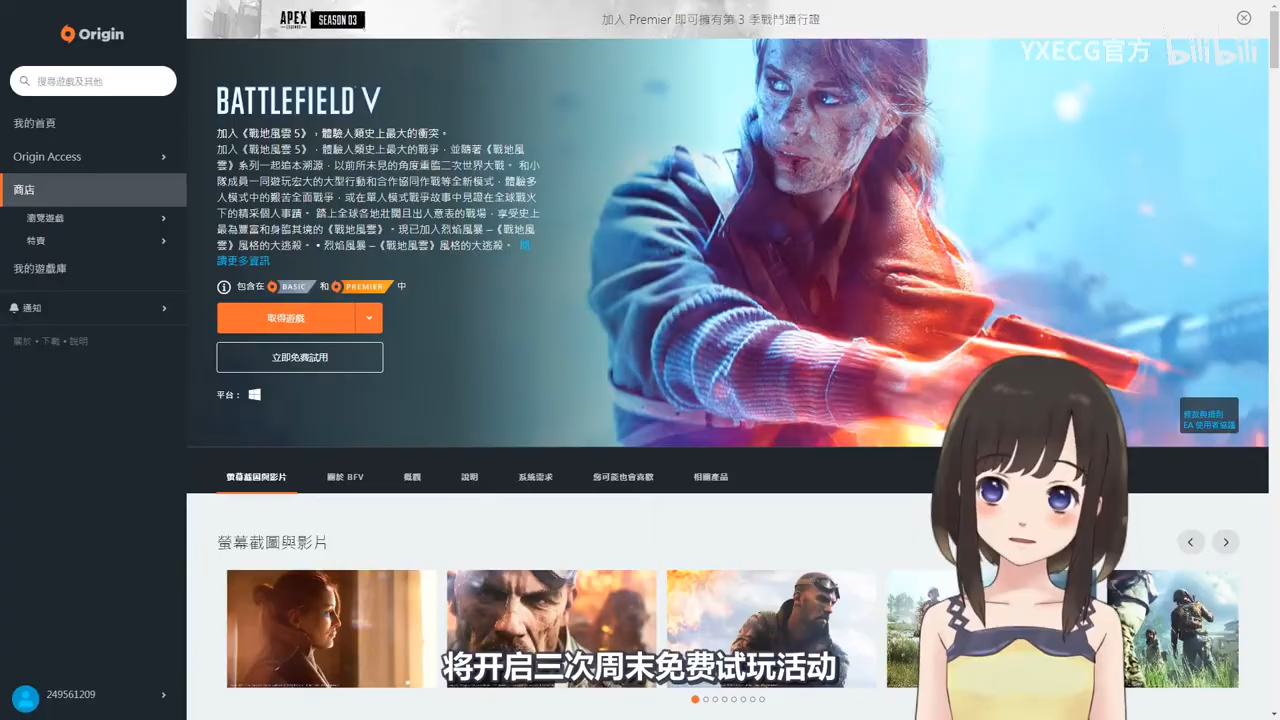 APEX LEGENDS SEASON 03
加入 Premier 即可擁有第 3 季戰鬥通行證
YXECG官方 bilibili
Origin
搜尋遊戲及其他
我的首頁
Origin Access
商店
瀏覽遊戲
特賣
我的遊戲庫
通知
關於 • 下載 • 說明
249561209
BATTLEFIELD V
加入《戰地風雲 5》，體驗人類史上最大的衝突。
加入《戰地風雲 5》，體驗人類史上最大的戰爭，並隨著《戰地風
雲》系列一起追本溯源，以前所未見的角度重臨二次世界大戰。 和小
隊成員一同遊玩宏大的大型行動和合作協同作戰等全新模式，體驗多
人模式中的艱苦全面戰爭，或在單人模式戰爭故事中見證在全球戰火
下的精采個人事蹟。 踏上全球各地壯闊且出人意表的戰場，享受史上
最為豐富和身臨其境的《戰地風雲》。現已加入烈焰風暴 –《戰地風
雲》風格的大逃殺。 • 烈焰風暴 –《戰地風雲》風格的大逃殺。 閱
讀更多資訊
包含在 BASIC 和 PREMIER 中
取得遊戲
立即免費試用
平台：
條款與細則
EA 使用者協議
螢幕截圖與影片
關於 BFV
概觀
說明
系統需求
您可能也會喜歡
相關產品
螢幕截圖與影片
将开启三次周末免费试玩活动